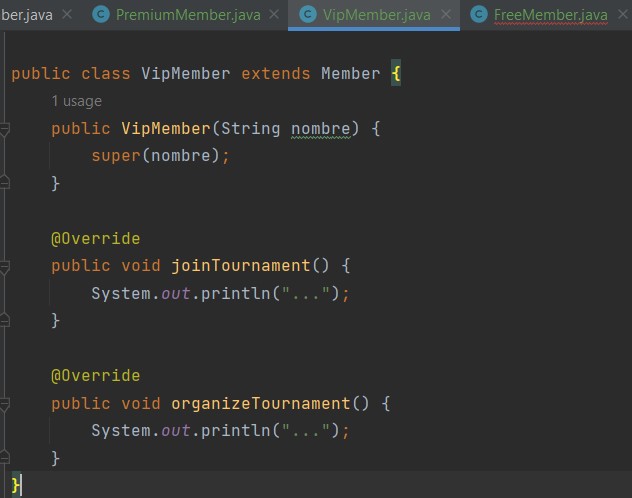 ber.java
PremiumMember.java
VipMember.java
FreeMember.java
public class VipMember extends Member {
1 usage
public VipMember(String nombre) {
super(nombre);
}
@Override
public void joinTournament() {
System.out.println("...");
}
@Override
public void organizeTournament() {
System.out.println("...");
}
}